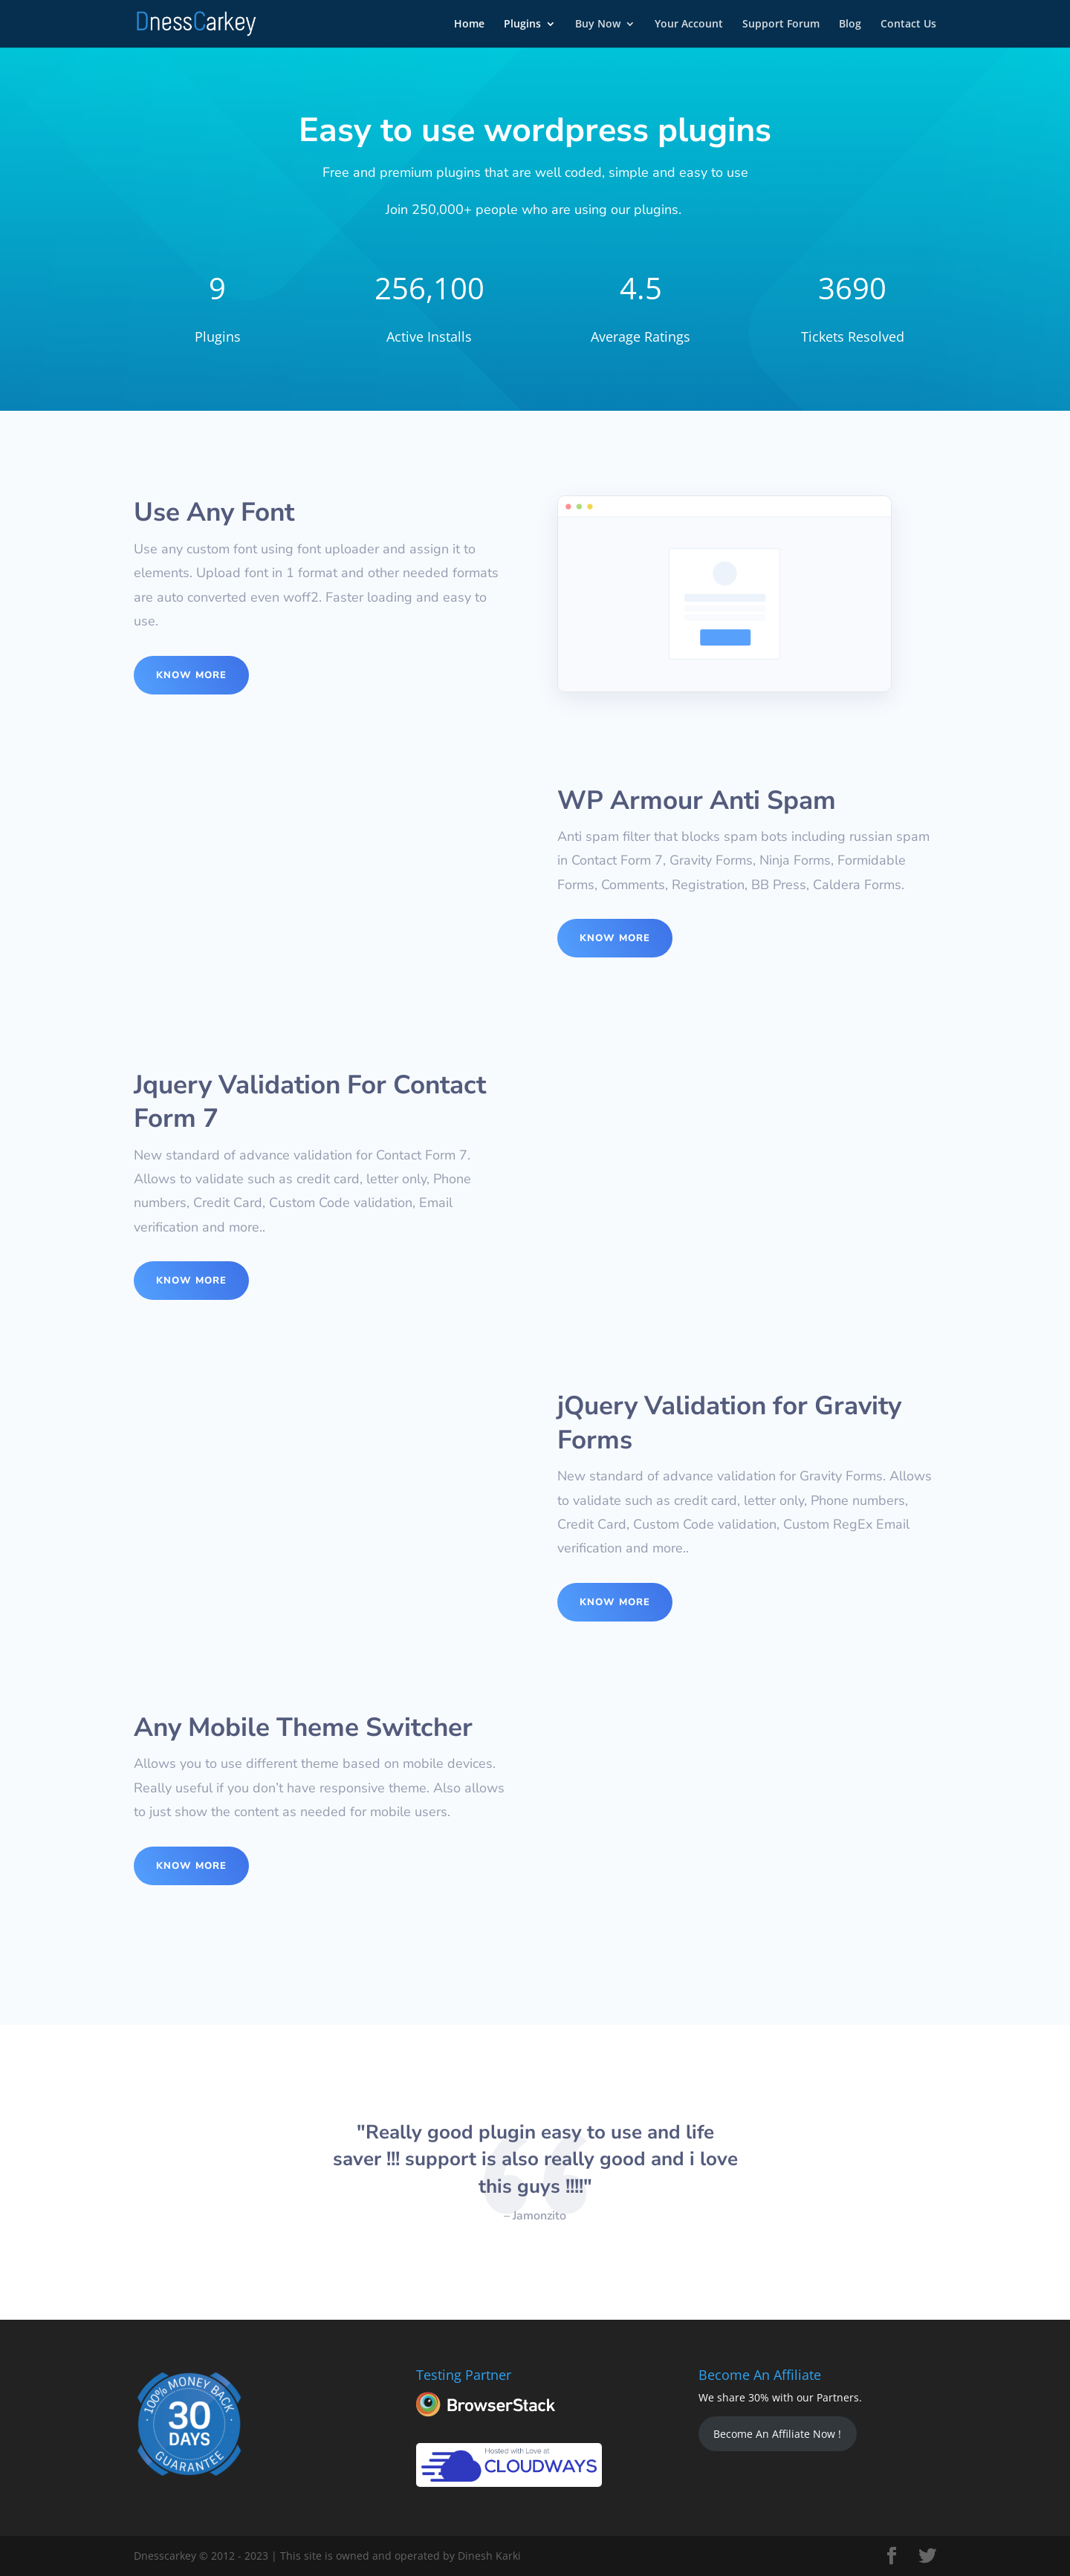 DnessCarkey
Home Plugins Buy Now Your Account Support Forum Blog Contact Us
Easy to use wordpress plugins
Free and premium plugins that are well coded, simple and easy to use
Join 250,000+ people who are using our plugins.
9
Plugins
256,100
Active Installs
4.5
Average Ratings
3690
Tickets Resolved
Use Any Font
Use any custom font using font uploader and assign it to
elements. Upload font in 1 format and other needed formats
are auto converted even woff2. Faster loading and easy to
use.
KNOW MORE
WP Armour Anti Spam
Anti spam filter that blocks spam bots including russian spam
in Contact Form 7, Gravity Forms, Ninja Forms, Formidable
Forms, Comments, Registration, BB Press, Caldera Forms.
KNOW MORE
Jquery Validation For Contact
Form 7
New standard of advance validation for Contact Form 7.
Allows to validate such as credit card, letter only, Phone
numbers, Credit Card, Custom Code validation, Email
verification and more..
KNOW MORE
jQuery Validation for Gravity
Forms
New standard of advance validation for Gravity Forms. Allows
to validate such as credit card, letter only, Phone numbers,
Credit Card, Custom Code validation, Custom RegEx Email
verification and more..
KNOW MORE
Any Mobile Theme Switcher
Allows you to use different theme based on mobile devices.
Really useful if you don’t have responsive theme. Also allows
to just show the content as needed for mobile users.
KNOW MORE
"Really good plugin easy to use and life
saver !!! support is also really good and i love
this guys !!!!"
– Jamonzito
100% MONEY BACK
30
DAYS
GUARANTEE
Testing Partner
BrowserStack
Hosted with Love at
CLOUDWAYS
Become An Affiliate
We share 30% with our Partners.
Become An Affiliate Now !
Dnesscarkey © 2012 - 2023 | This site is owned and operated by Dinesh Karki